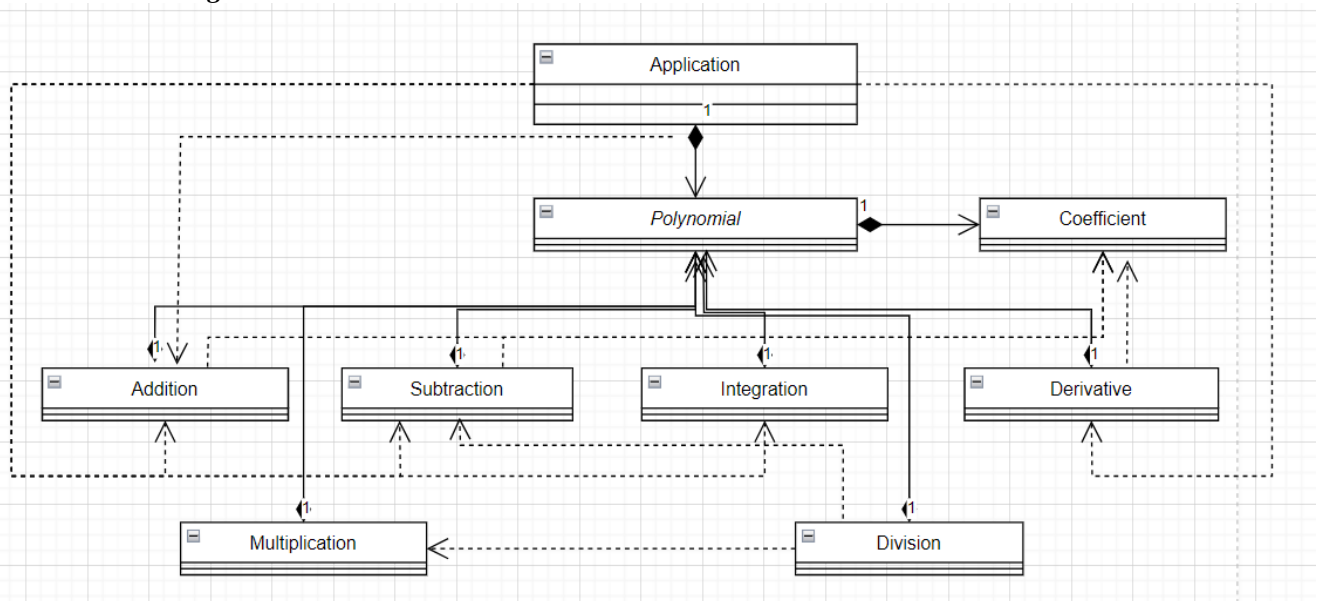 Application
1
Polynomial
1
Coefficient
1
1
1
1
Addition
Subtraction
Integration
Derivative
1
1
Multiplication
Division